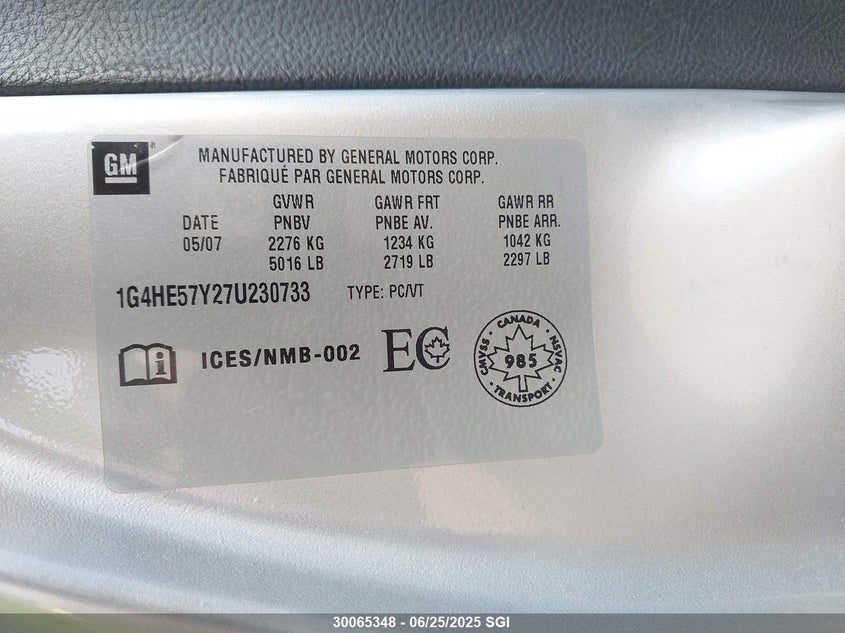 GM
MANUFACTURED BY GENERAL MOTORS CORP.
FABRIQUÉ PAR GENERAL MOTORS CORP.
GVWR GAWR FRT GAWR RR
DATE PNBV PNBE AV. PNBE ARR.
05/07 2276 KG 1234 KG 1042 KG
5016 LB 2719 LB 2297 LB
1G4HE57Y27U230733 TYPE: PC/VT
i ICES/NMB-002 EC
CANADA
CMVSS 985 NSVAC
TRANSPORT
30065348 - 06/25/2025 SGI